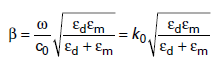 β = ω/c₀ √(ε_d ε_m / (ε_d + ε_m)) = k₀ √(ε_d ε_m / (ε_d + ε_m))